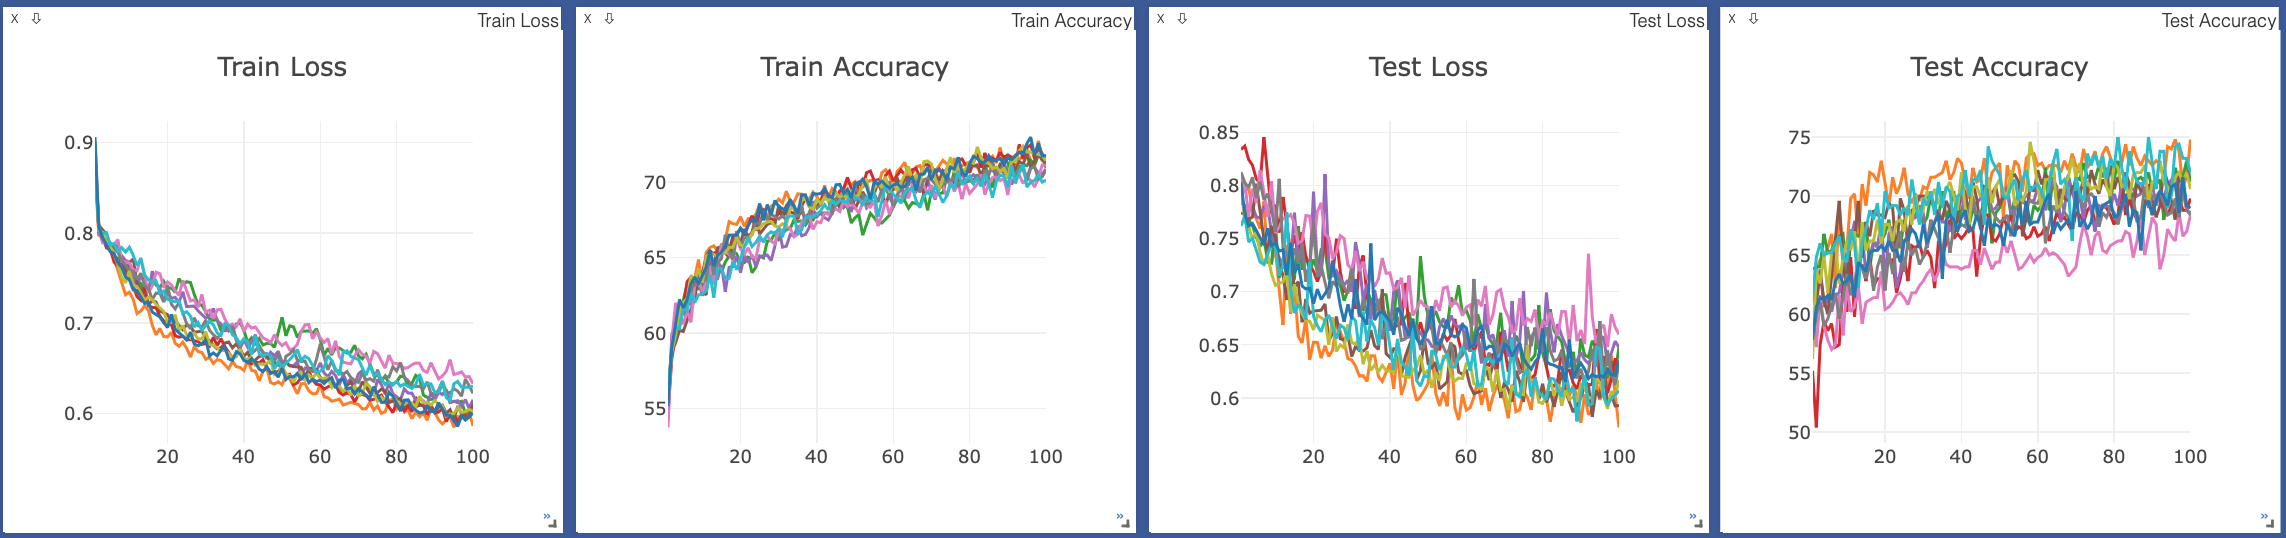 X ⇩ Train Loss
Train Loss
0.9
0.8
0.7
0.6
20 40 60 80 100
»
X ⇩ Train Accuracy
Train Accuracy
70
65
60
55
20 40 60 80 100
»
X ⇩ Test Loss
Test Loss
0.85
0.8
0.75
0.7
0.65
0.6
20 40 60 80 100
»
X ⇩ Test Accuracy
Test Accuracy
75
70
65
60
55
50
20 40 60 80 100
»